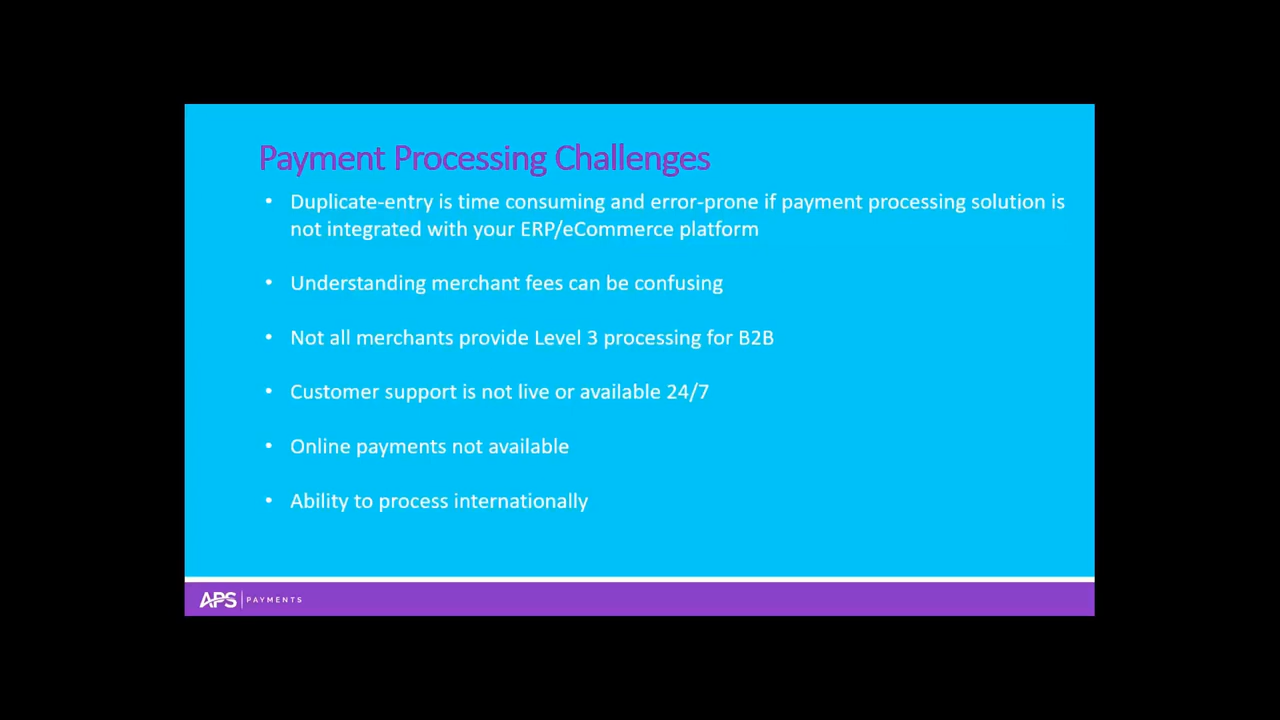 Payment Processing Challenges
• Duplicate-entry is time consuming and error-prone if payment processing solution is
not integrated with your ERP/eCommerce platform
• Understanding merchant fees can be confusing
• Not all merchants provide Level 3 processing for B2B
• Customer support is not live or available 24/7
• Online payments not available
• Ability to process internationally
APS PAYMENTS